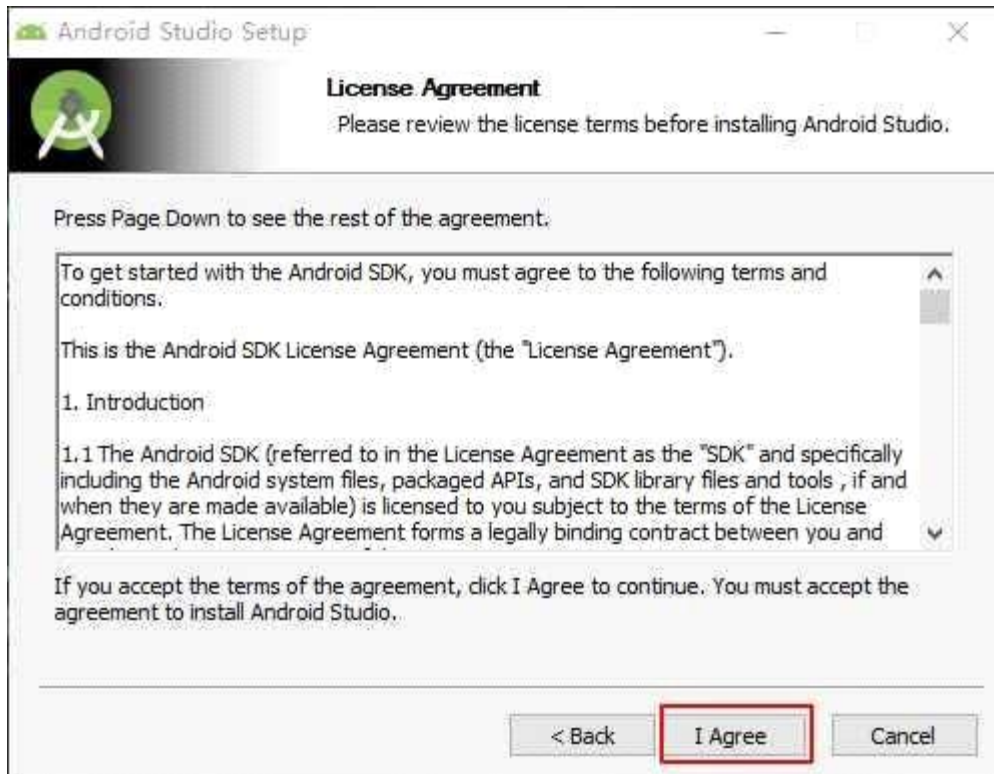 Android Studio Setup
License Agreement
Please review the license terms before installing Android Studio.
Press Page Down to see the rest of the agreement.
To get started with the Android SDK, you must agree to the following terms and
conditions.
This is the Android SDK License Agreement (the "License Agreement").
1. Introduction
1.1 The Android SDK (referred to in the License Agreement as the "SDK" and specifically
including the Android system files, packaged APIs, and SDK library files and tools , if and
when they are made available) is licensed to you subject to the terms of the License
Agreement. The License Agreement forms a legally binding contract between you and
If you accept the terms of the agreement, click I Agree to continue. You must accept the
agreement to install Android Studio.
< Back
I Agree
Cancel